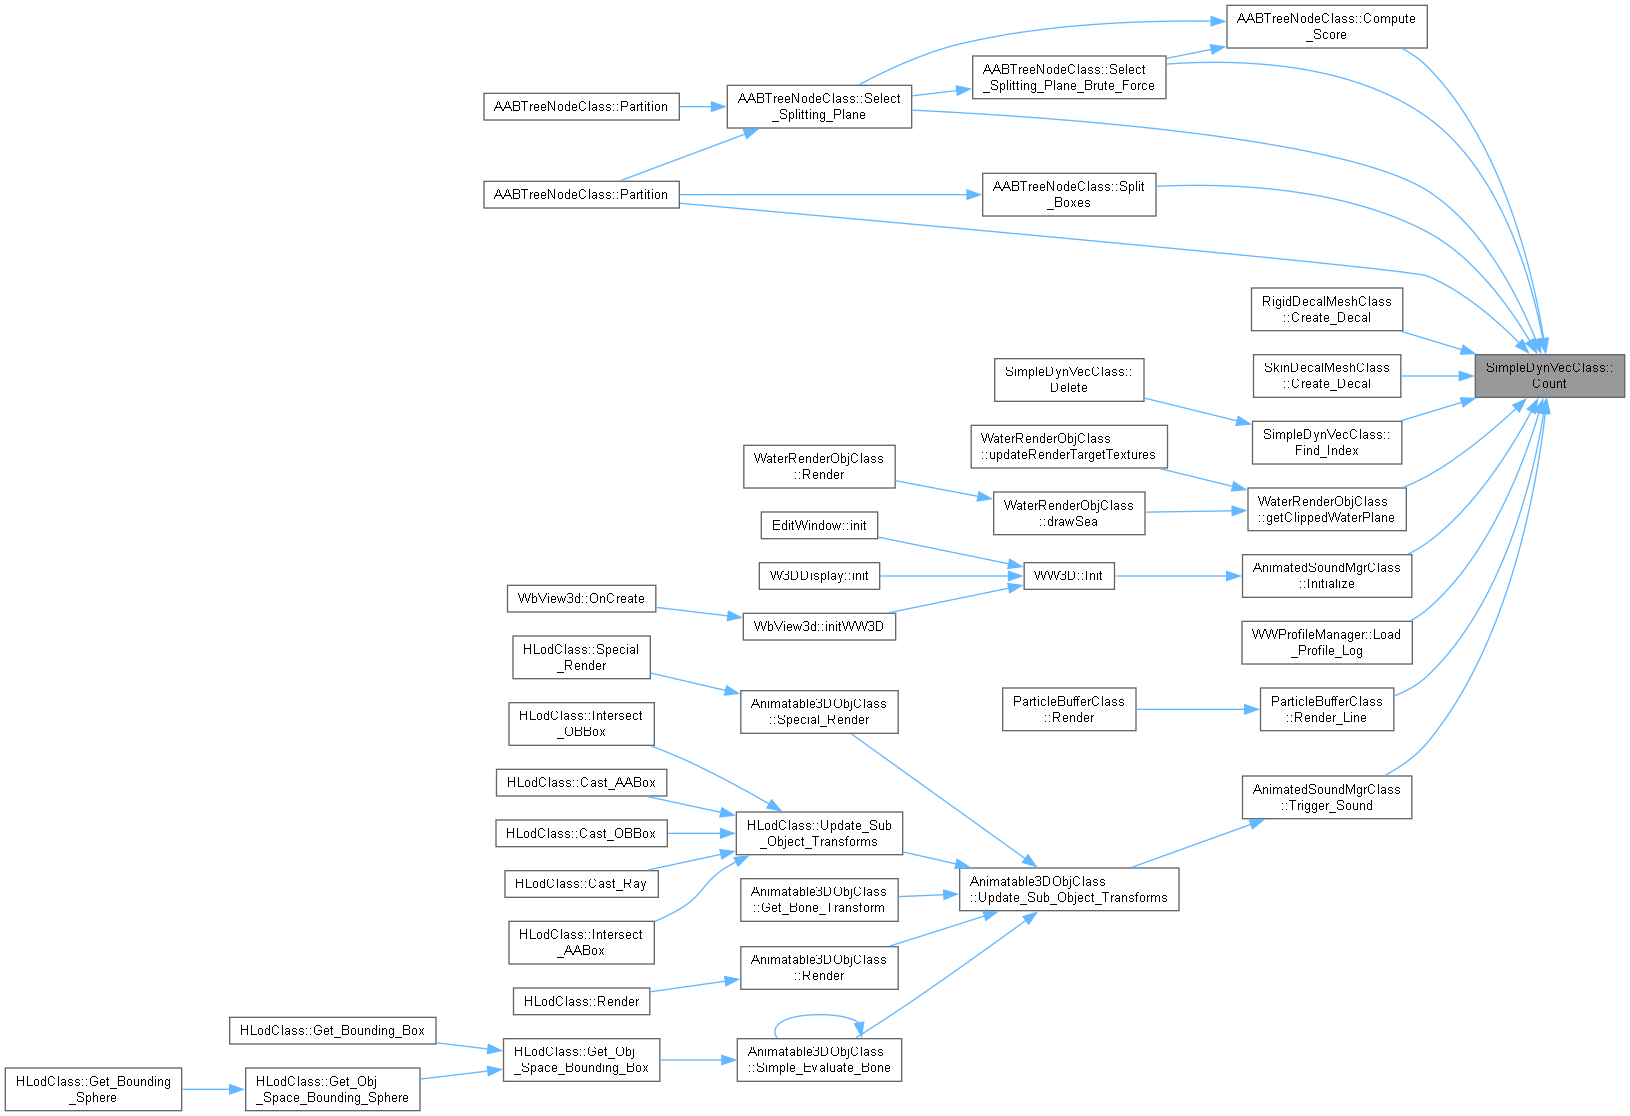 AABTreeNodeClass::Compute
_Score
AABTreeNodeClass::Select
_Splitting_Plane_Brute_Force
AABTreeNodeClass::Select
_Splitting_Plane
AABTreeNodeClass::Partition
AABTreeNodeClass::Partition
AABTreeNodeClass::Split
_Boxes
RigidDecalMeshClass
::Create_Decal
SimpleDynVecClass::
Count
SkinDecalMeshClass
::Create_Decal
SimpleDynVecClass::
Delete
SimpleDynVecClass::
Find_Index
WaterRenderObjClass
::updateRenderTargetTextures
WaterRenderObjClass
::Render
WaterRenderObjClass
::drawSea
WaterRenderObjClass
::getClippedWaterPlane
EditWindow::init
W3DDisplay::init
WW3D::Init
AnimatedSoundMgrClass
::Initialize
WbView3d::OnCreate
WbView3d::initWW3D
WWProfileManager::Load
_Profile_Log
HLodClass::Special
_Render
Animatable3DObjClass
::Special_Render
ParticleBufferClass
::Render
ParticleBufferClass
::Render_Line
HLodClass::Intersect
_OBBox
HLodClass::Cast_AABox
HLodClass::Cast_OBBox
HLodClass::Update_Sub
_Object_Transforms
AnimatedSoundMgrClass
::Trigger_Sound
HLodClass::Cast_Ray
Animatable3DObjClass
::Get_Bone_Transform
Animatable3DObjClass
::Update_Sub_Object_Transforms
HLodClass::Intersect
_AABox
Animatable3DObjClass
::Render
HLodClass::Render
HLodClass::Get_Bounding_Box
HLodClass::Get_Obj
_Space_Bounding_Box
Animatable3DObjClass
::Simple_Evaluate_Bone
HLodClass::Get_Bounding
_Sphere
HLodClass::Get_Obj
_Space_Bounding_Sphere